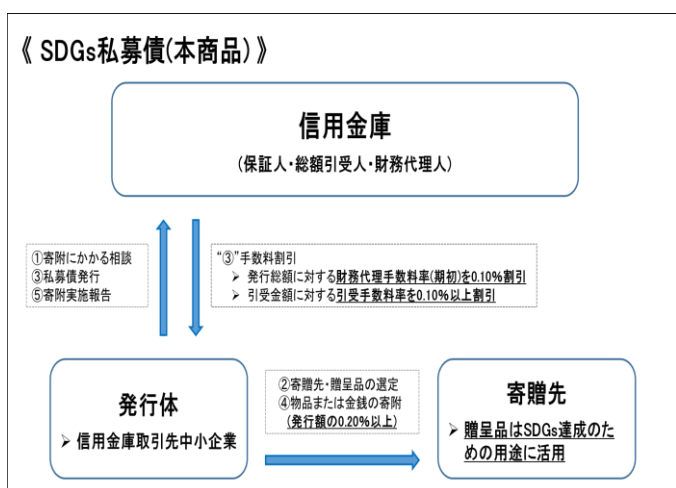 《 SDGs私募債(本商品) 》
信用金庫
(保証人・総額引受人・財務代理人)
①寄附にかかる相談
③私募債発行
⑤寄附実施報告
“③”手数料割引
➢ 発行総額に対する財務代理手数料率(期初)を0.10%割引
➢ 引受金額に対する引受手数料率を0.10%以上割引
発行体
➢ 信用金庫取引先中小企業
②寄贈先・贈呈品の選定
④物品または金銭の寄附
(発行額の0.20%以上)
寄贈先
➢ 贈呈品はSDGs達成のた
めの用途に活用